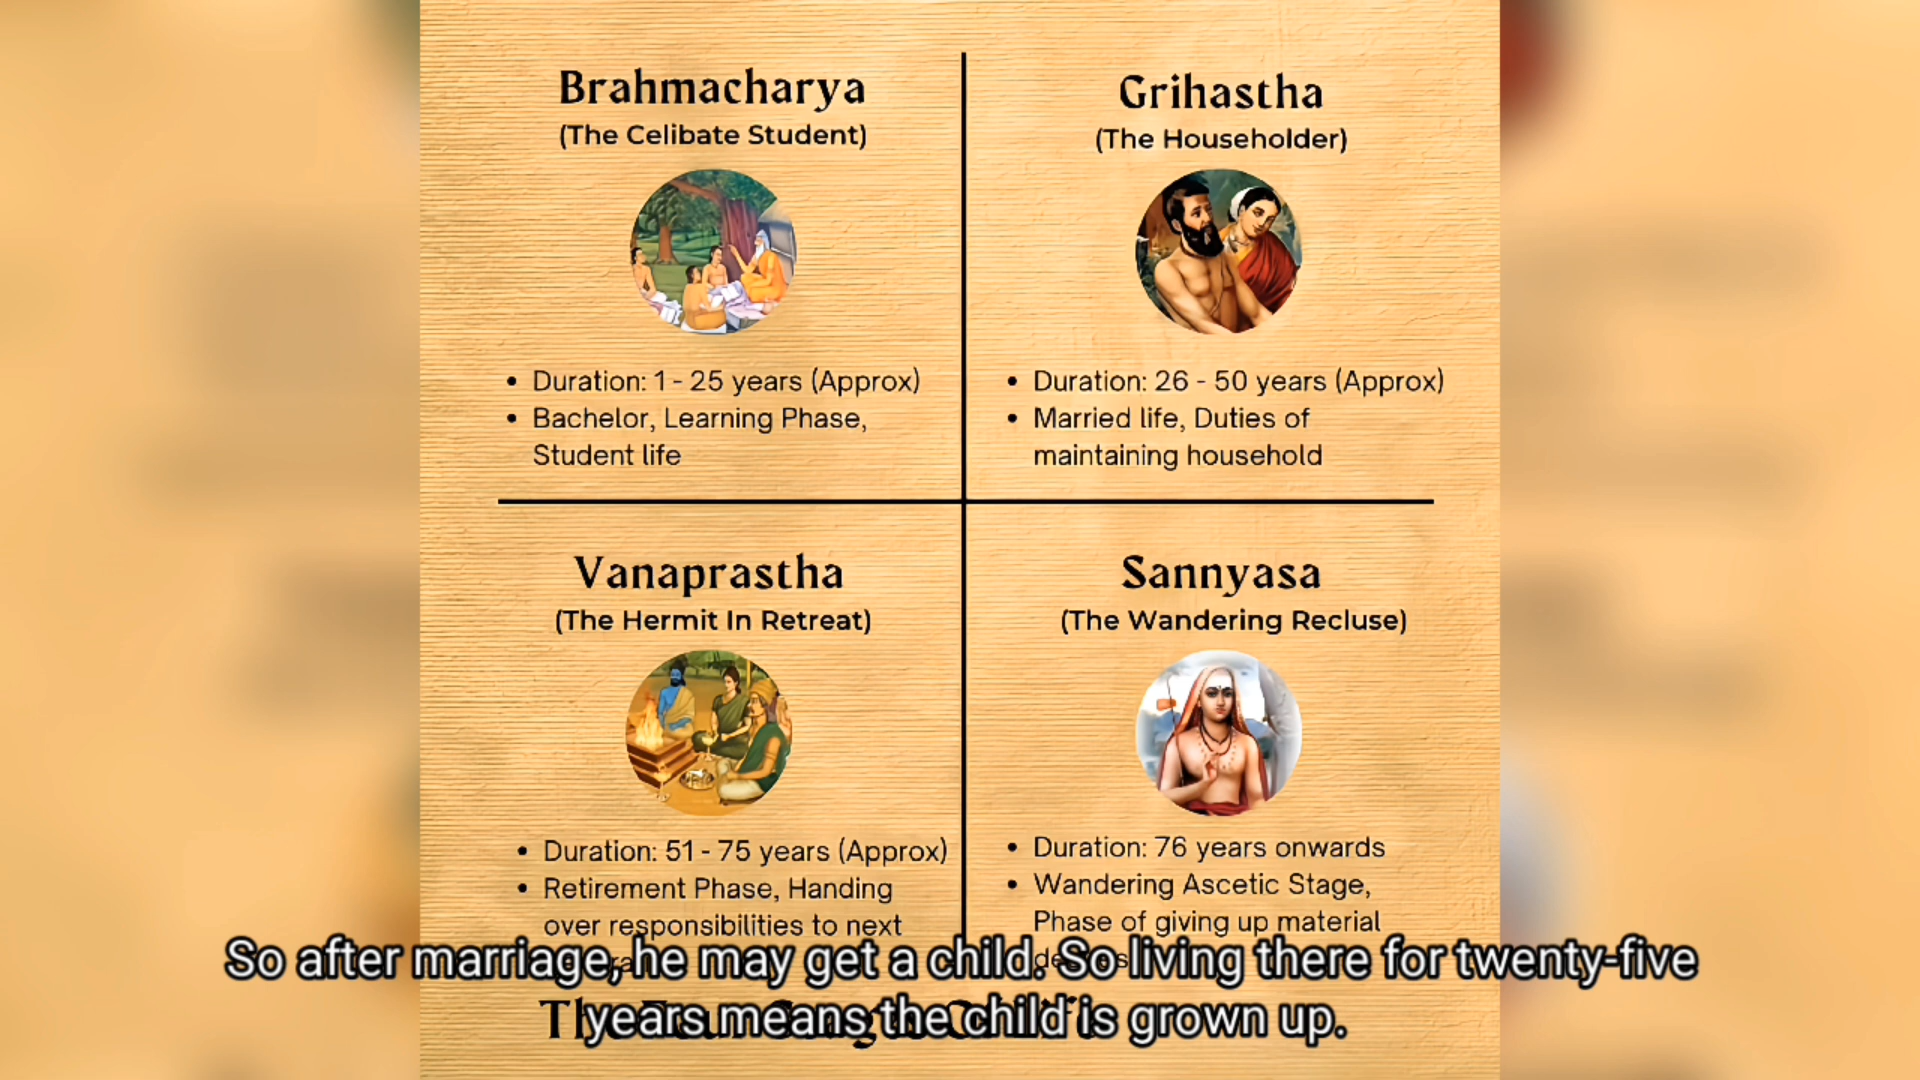 Brahmacharya
(The Celibate Student)
• Duration: 1 - 25 years (Approx)
• Bachelor, Learning Phase,
Student life
Grihastha
(The Householder)
• Duration: 26 - 50 years (Approx)
• Married life, Duties of
maintaining household
Vanaprastha
(The Hermit In Retreat)
• Duration: 51 - 75 years (Approx)
• Retirement Phase, Handing
over responsibilities to next
Sannyasa
(The Wandering Recluse)
• Duration: 76 years onwards
• Wandering Ascetic Stage,
Phase of giving up material
So after marriage, he may get a child. So living there for twenty-five
years means the child is grown up.